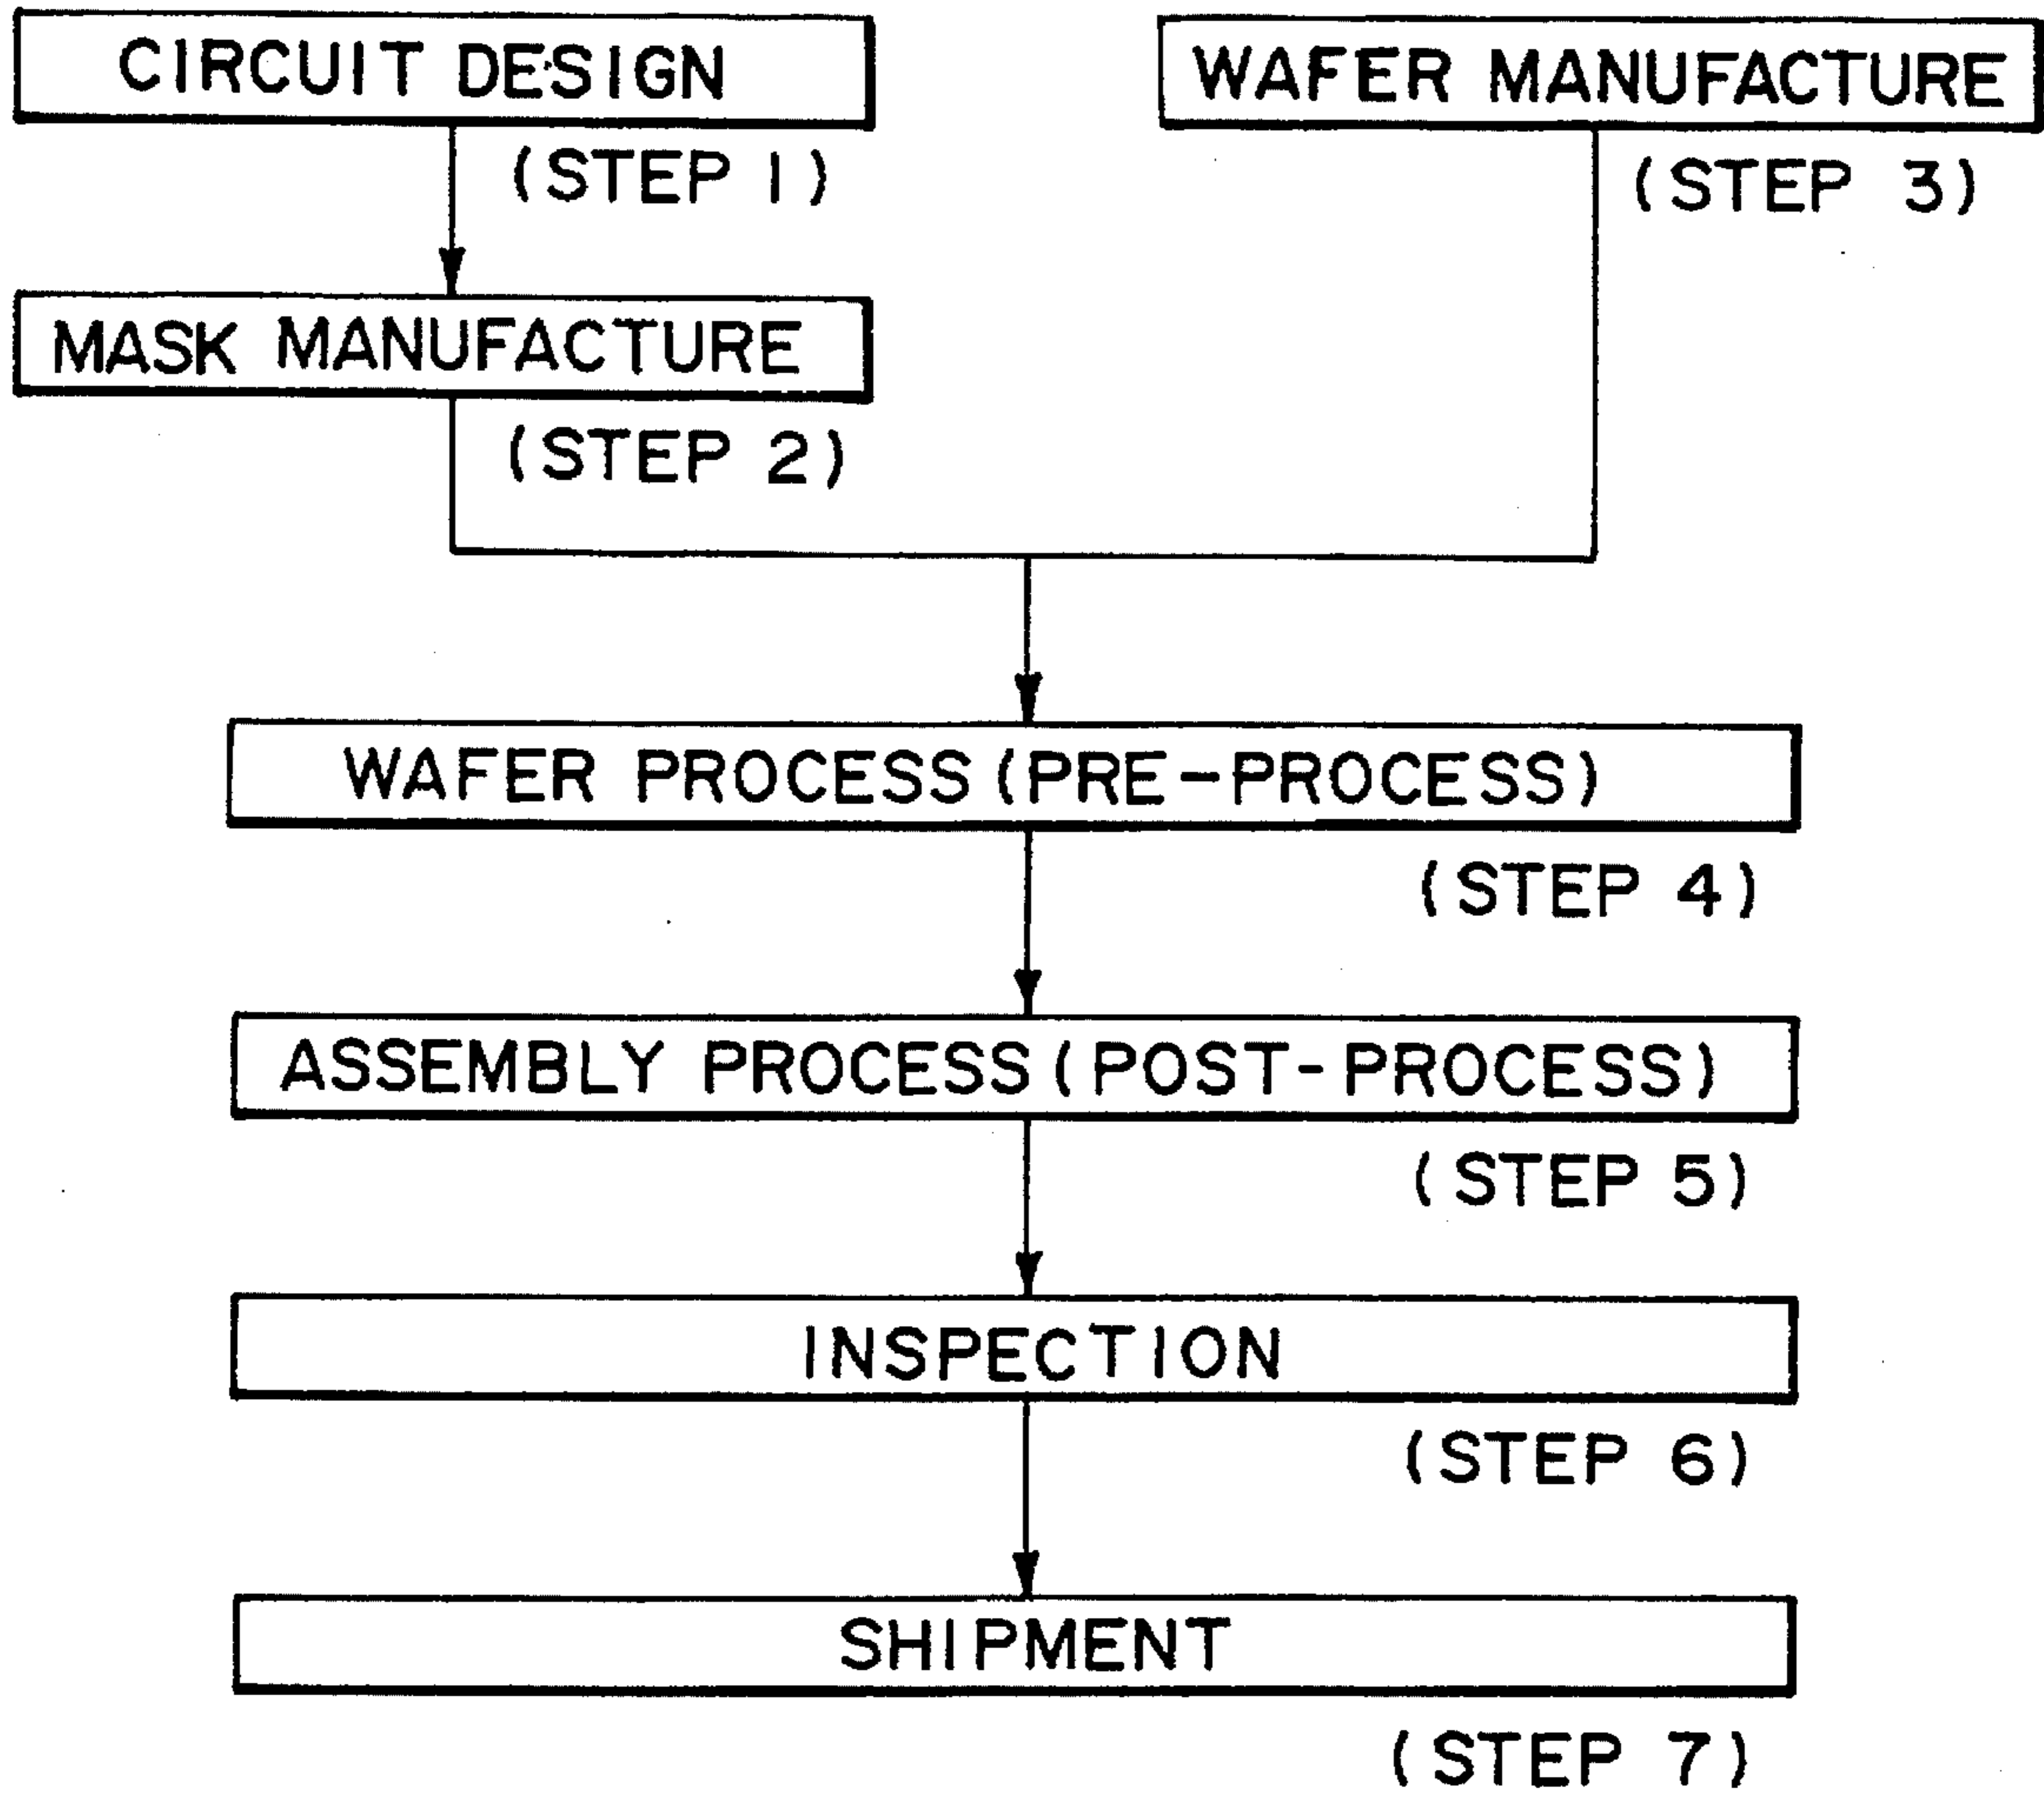 CIRCUIT DESIGN
(STEP 1)
MASK MANUFACTURE
(STEP 2)
WAFER MANUFACTURE
(STEP 3)
WAFER PROCESS (PRE-PROCESS)
(STEP 4)
ASSEMBLY PROCESS (POST-PROCESS)
(STEP 5)
INSPECTION
(STEP 6)
SHIPMENT
(STEP 7)